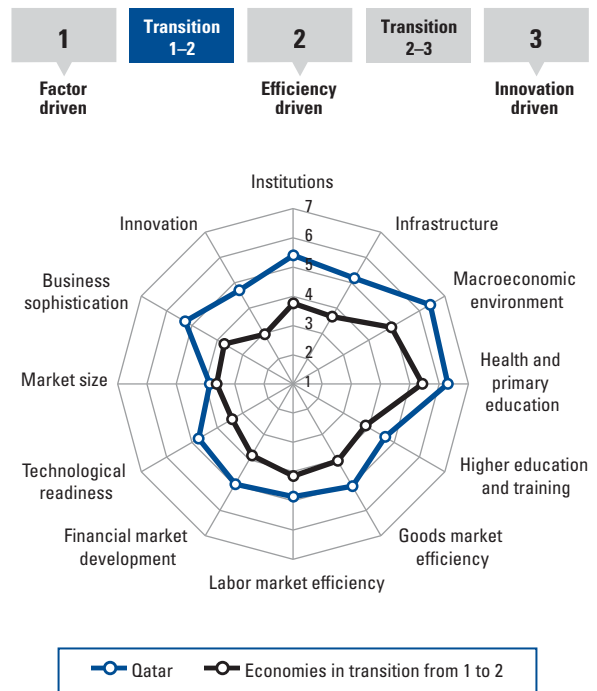 1
Transition
1–2
2
Transition
2–3
3
Factor
driven
Efficiency
driven
Innovation
driven
Institutions
Infrastructure
Macroeconomic
environment
Health and
primary
education
Higher education
and training
Goods market
efficiency
Labor market efficiency
Financial market
development
Technological
readiness
Market size
Business
sophistication
Innovation
7
6
5
4
3
2
1
Qatar
Economies in transition from 1 to 2